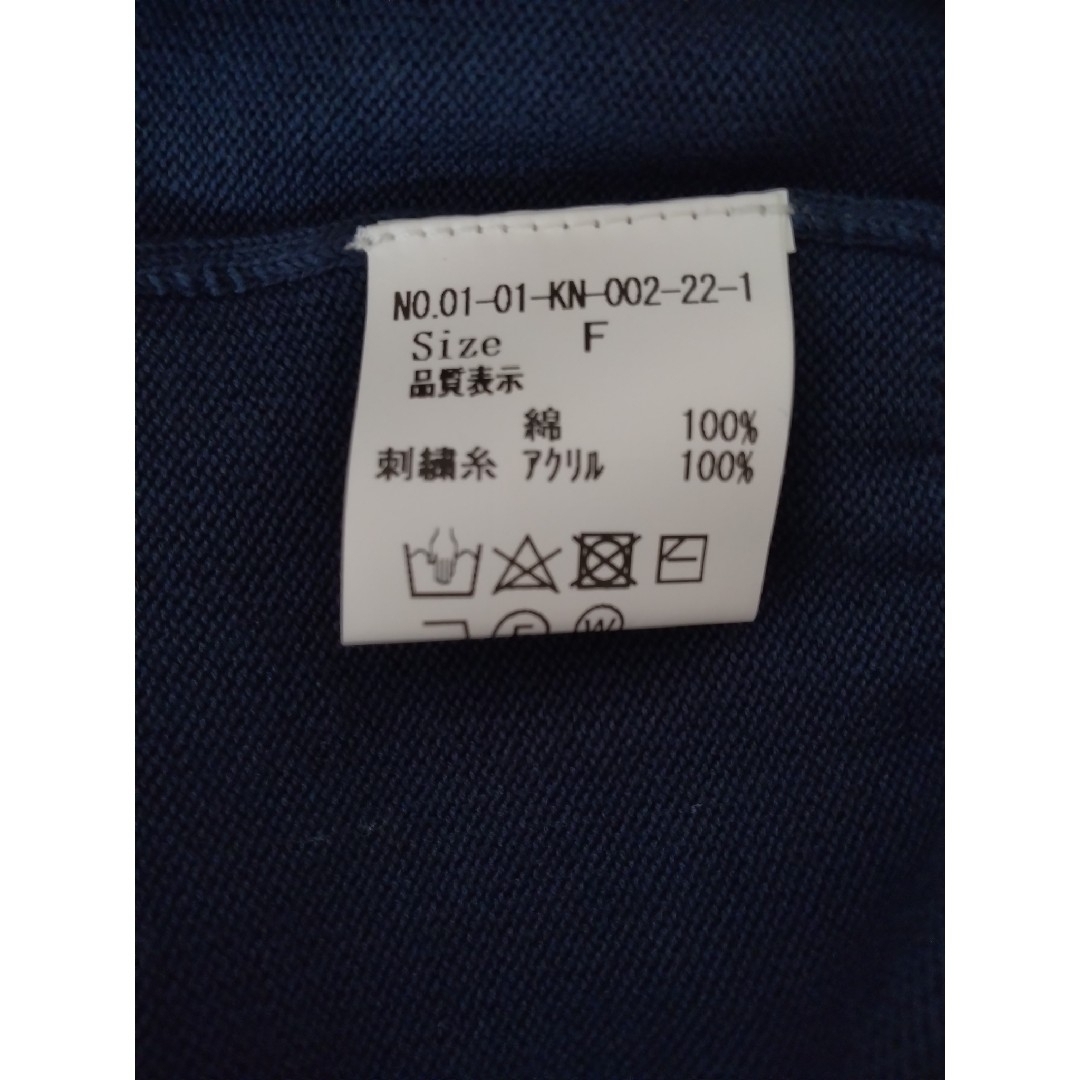 NO.01-01-KN-002-22-1
Size F
品質表示
綿 100%
刺繍糸 アクリル 100%